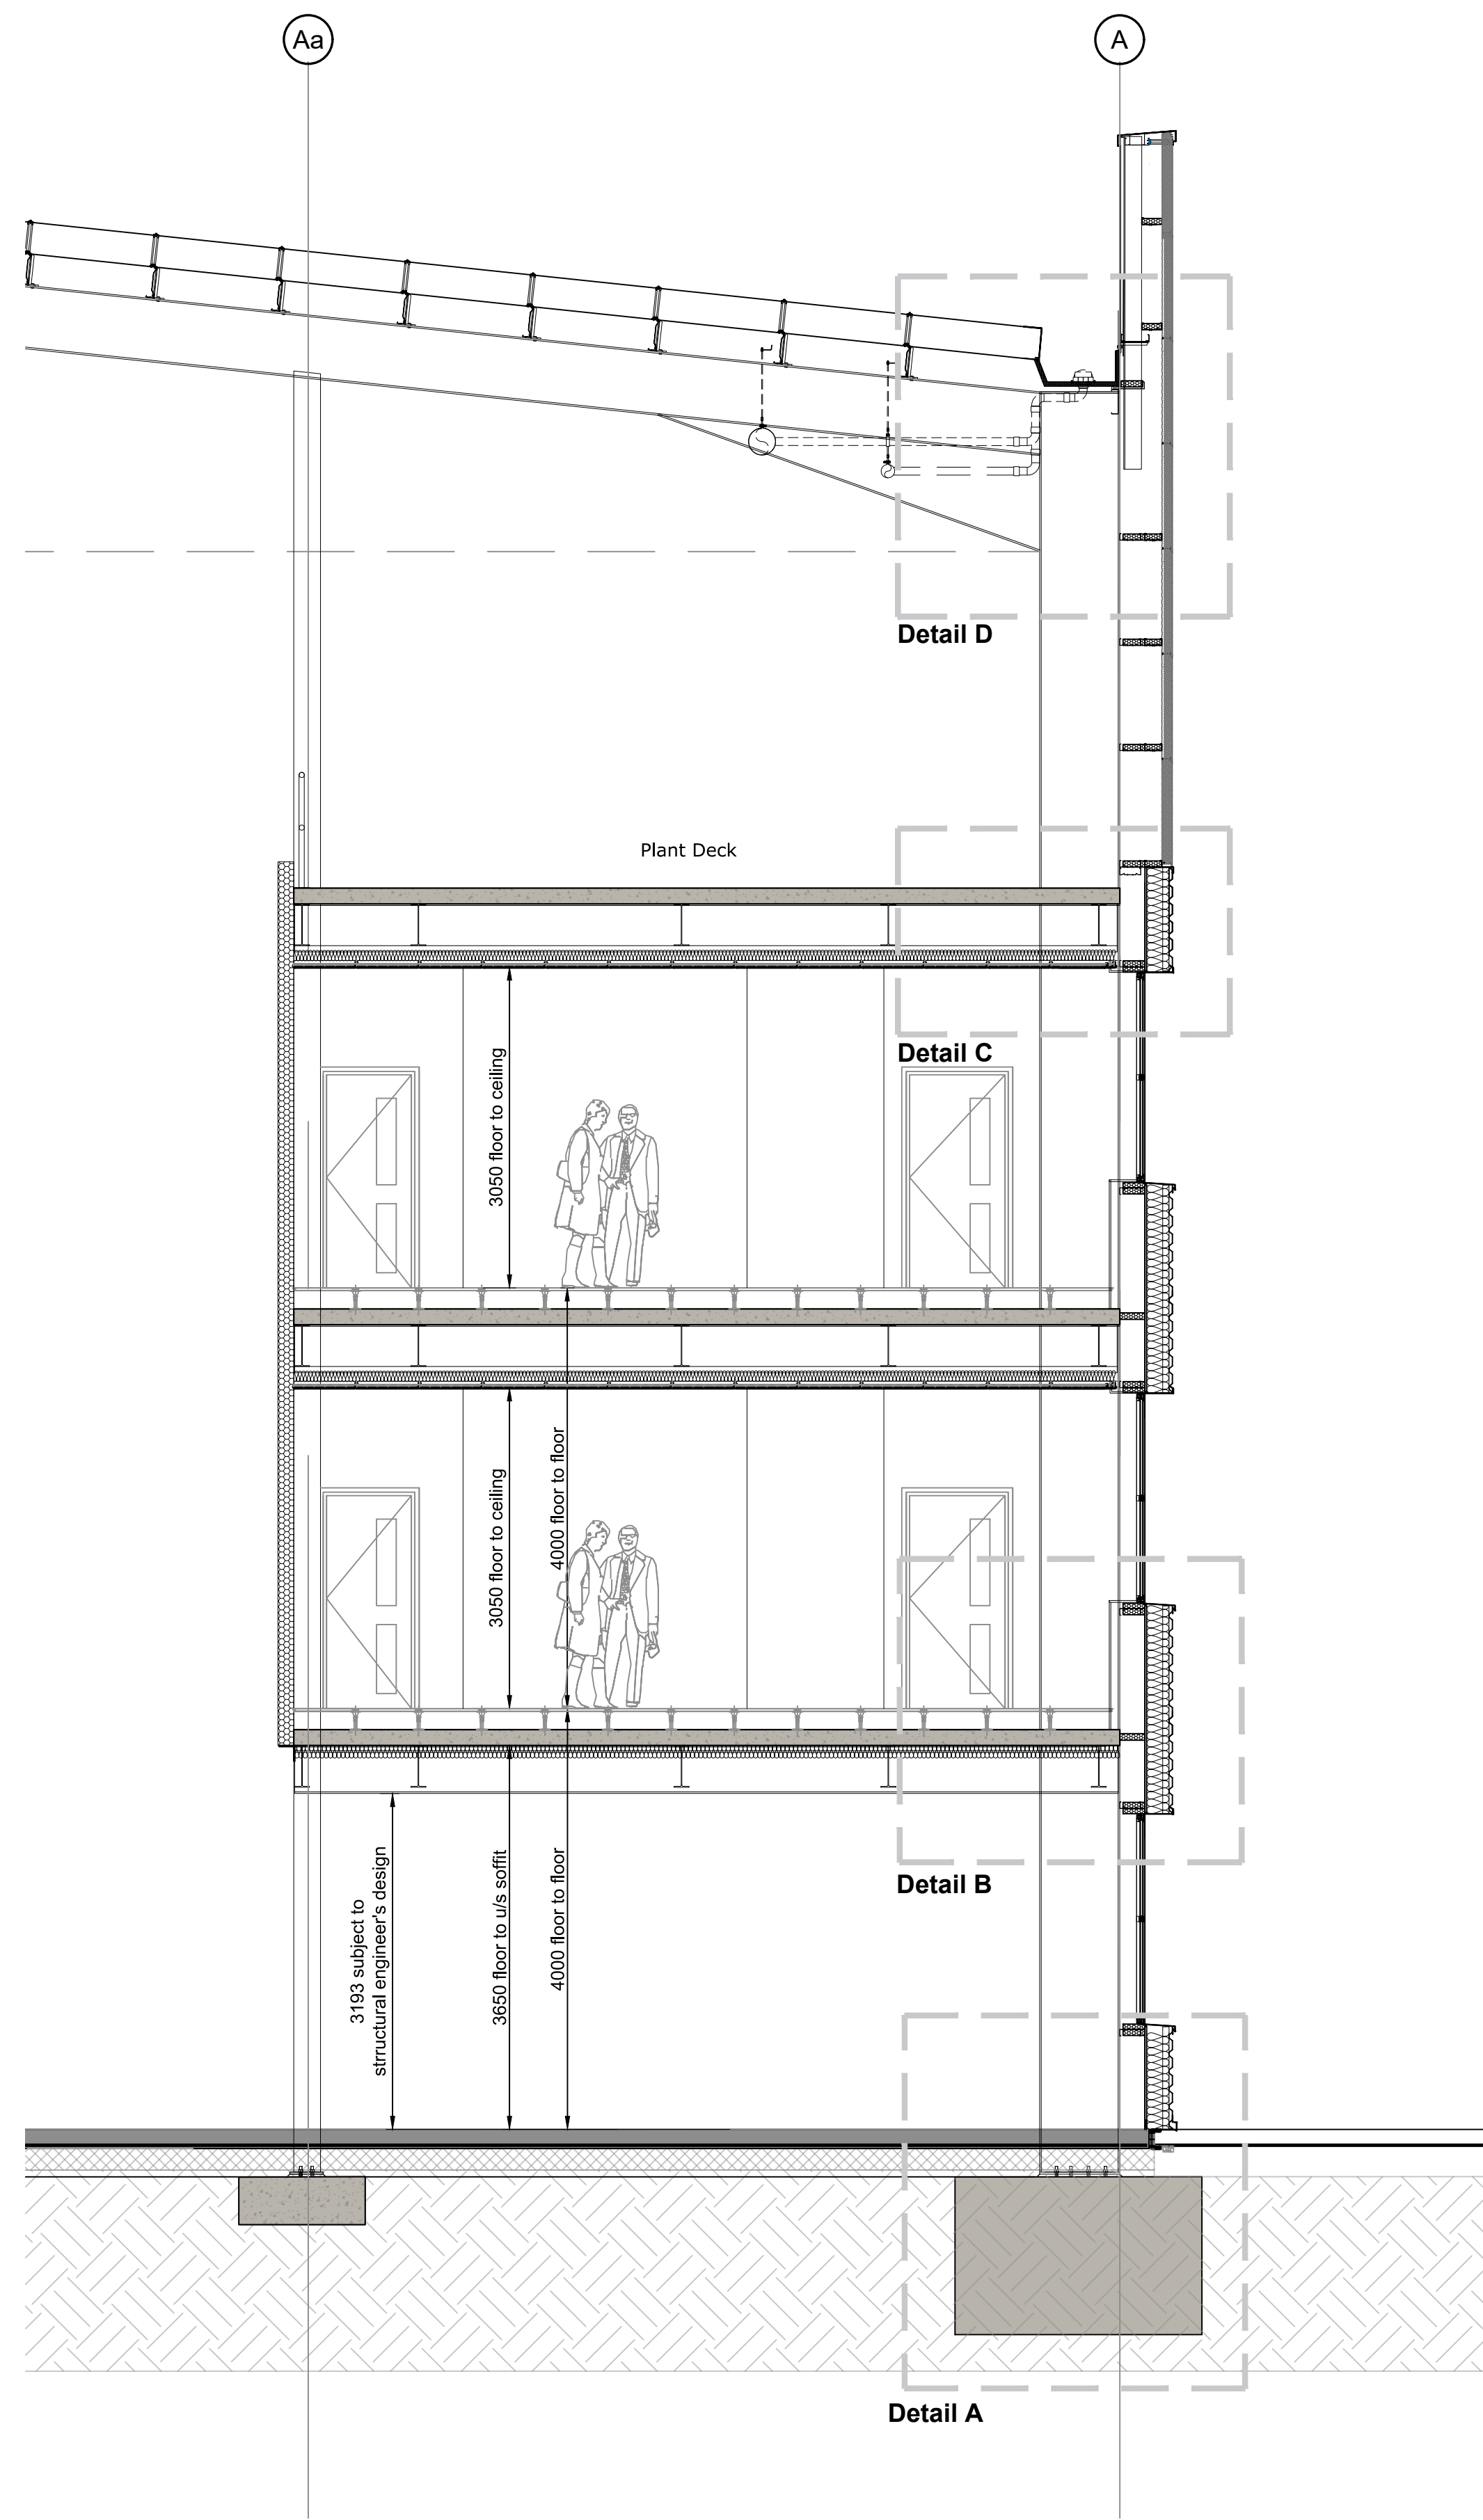 Aa
A
Detail D
Plant Deck
Detail C
3050 floor to ceiling
3050 floor to ceiling
4000 floor to floor
Detail B
3193 subject to
strructural engineer's design
3650 floor to u/s soffit
4000 floor to floor
Detail A